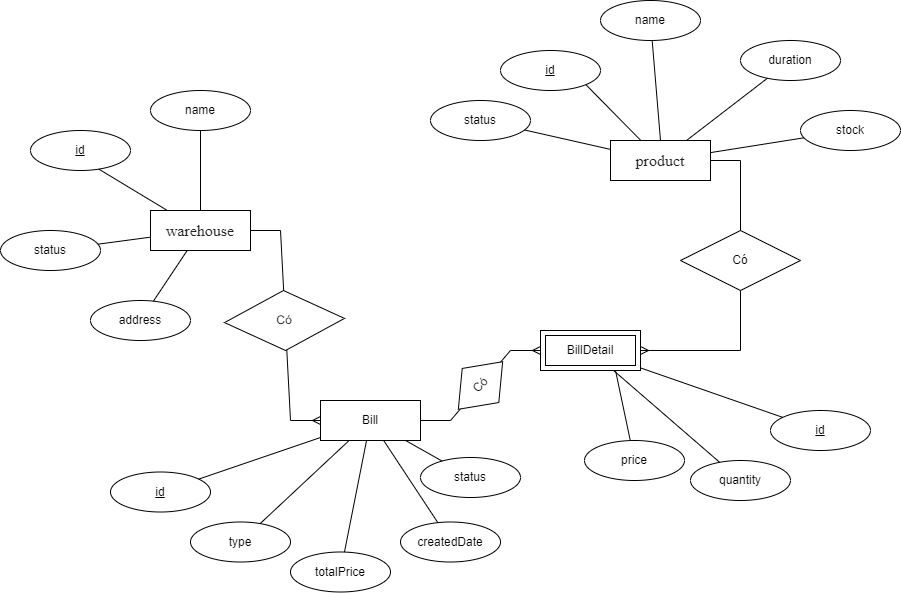 name
id
duration
status
stock
product
name
id
warehouse
status
address
Có
Có
BillDetail
Có
Bill
id
price
quantity
status
id
type
createdDate
totalPrice